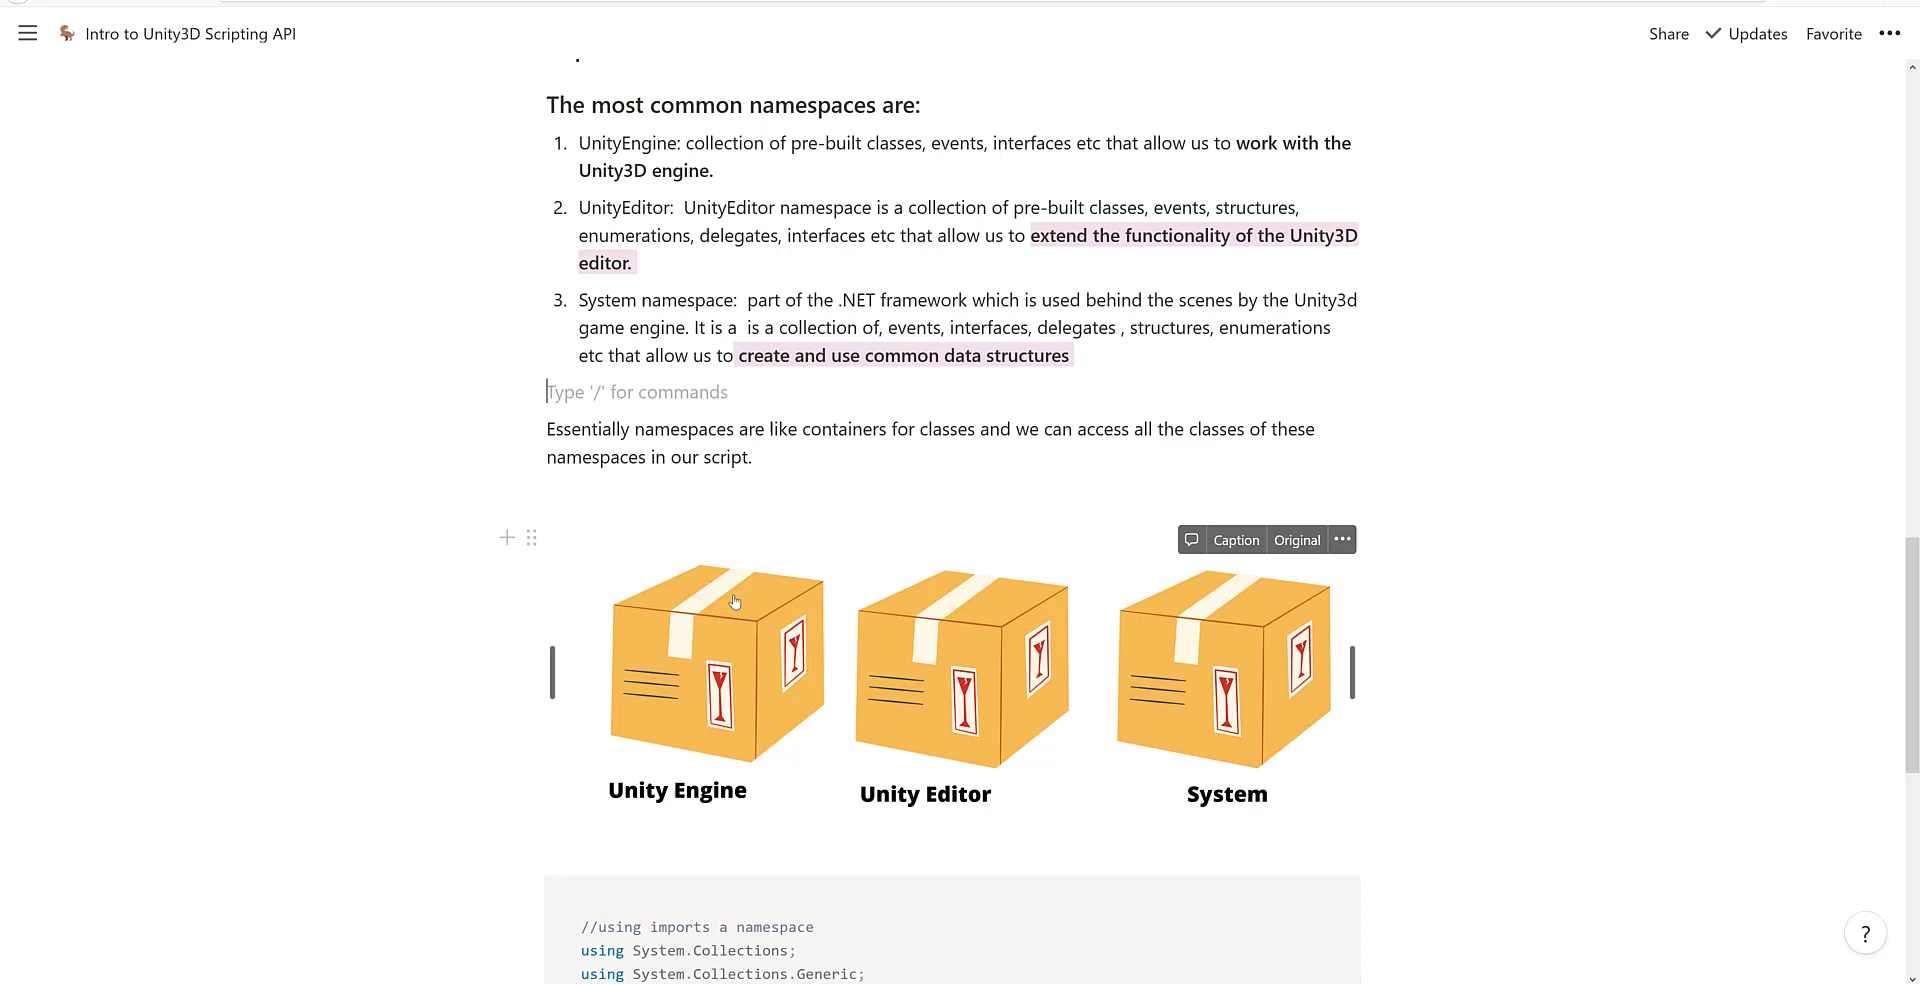 Intro to Unity3D Scripting API
Share Updates Favorite •••
The most common namespaces are:
1. UnityEngine: collection of pre-built classes, events, interfaces etc that allow us to work with the
Unity3D engine.
2. UnityEditor:  UnityEditor namespace is a collection of pre-built classes, events, structures,
enumerations, delegates, interfaces etc that allow us to extend the functionality of the Unity3D
editor.
3. System namespace:  part of the .NET framework which is used behind the scenes by the Unity3d
game engine. It is a  is a collection of, events, interfaces, delegates , structures, enumerations
etc that allow us to create and use common data structures
Type '/' for commands
Essentially namespaces are like containers for classes and we can access all the classes of these
namespaces in our script.
Caption Original •••
Unity Engine
Unity Editor
System
//using imports a namespace
using System.Collections;
using System.Collections.Generic;
?